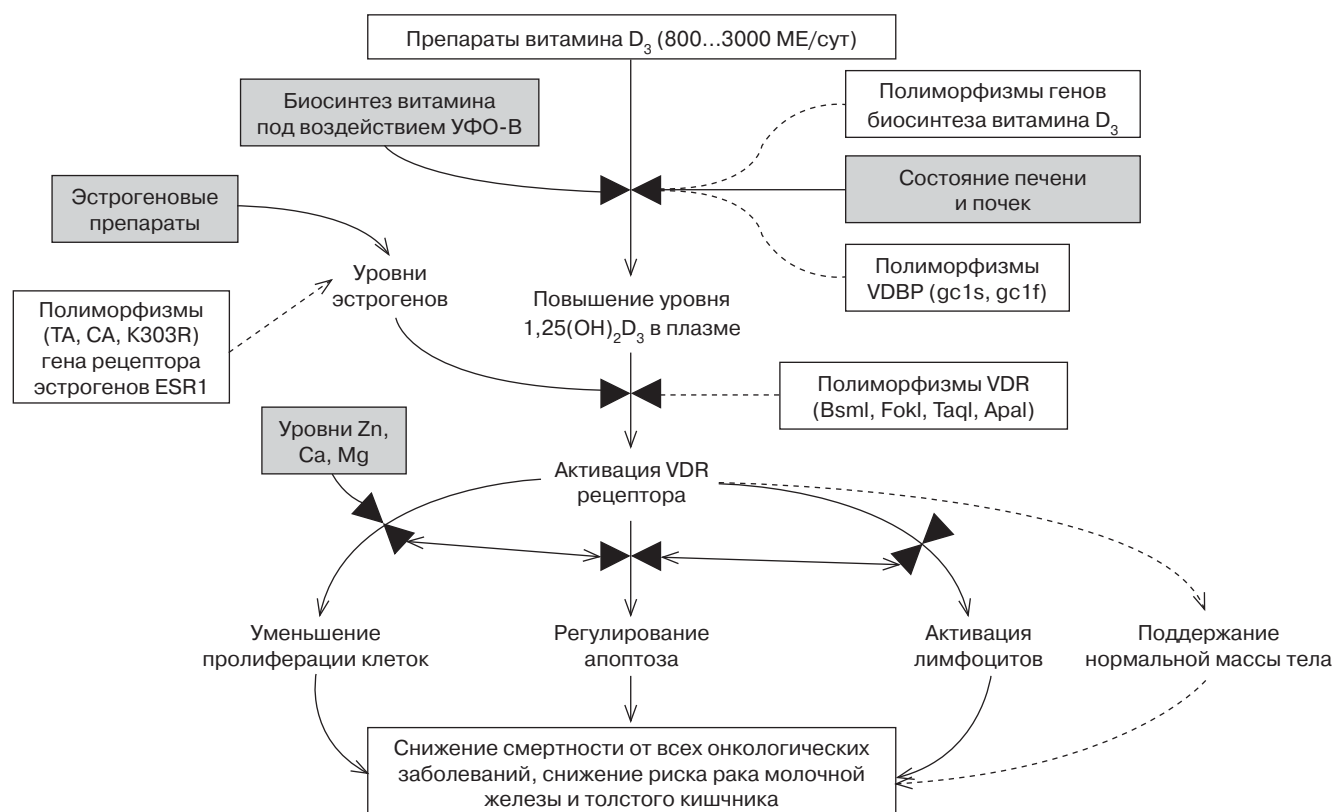 Препараты витамина D₃ (800...3000 МЕ/сут)
Биосинтез витамина
под воздействием УФО-В
Полиморфизмы генов
биосинтеза витамина D₃
Эстрогеновые
препараты
Состояние печени
и почек
Полиморфизмы
VDBP (gc1s, gc1f)
Уровни
эстрогенов
Полиморфизмы
(TA, CA, K303R)
гена рецептора
эстрогенов ESR1
Повышение уровня
1,25(OH)₂D₃ в плазме
Полиморфизмы VDR
(BsmI, FokI, TaqI, ApaI)
Уровни Zn,
Ca, Mg
Активация VDR
рецептора
Уменьшение
пролиферации клеток
Регулирование
апоптоза
Активация
лимфоцитов
Поддержание
нормальной массы тела
Снижение смертности от всех онкологических
заболеваний, снижение риска рака молочной
железы и толстого кишчника